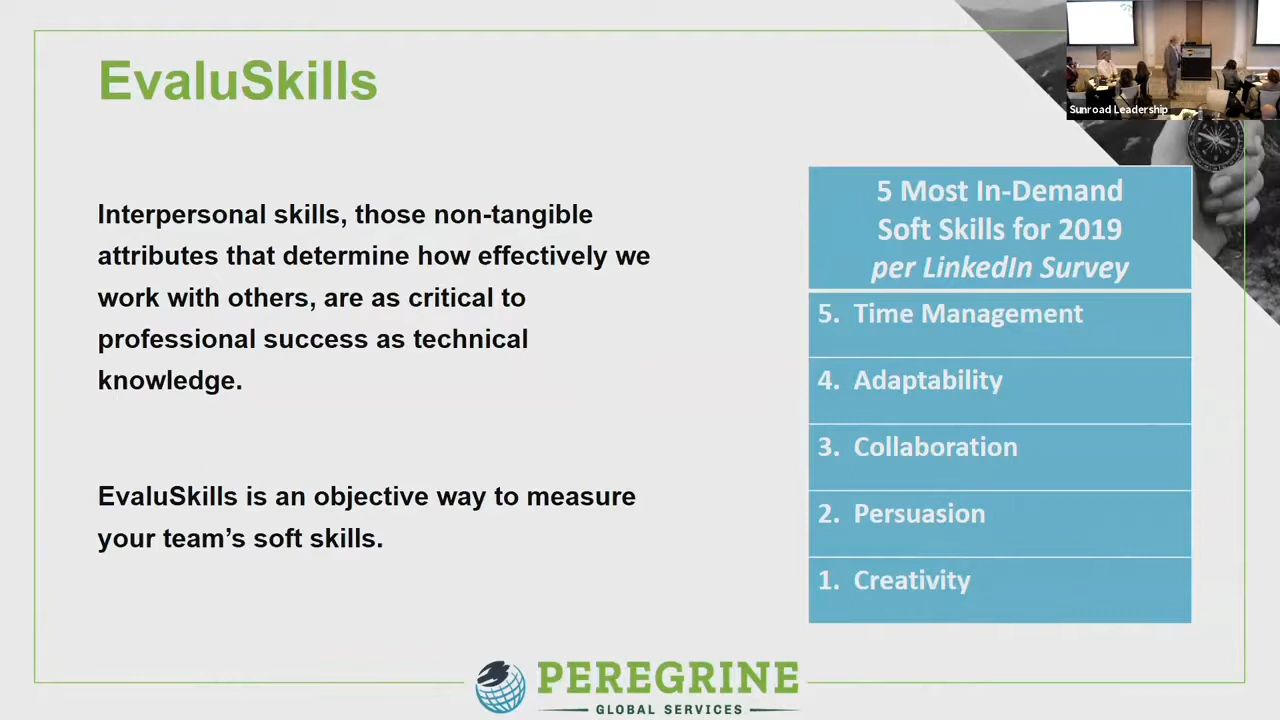 EvaluSkills
Interpersonal skills, those non-tangible
attributes that determine how effectively we
work with others, are as critical to
professional success as technical
knowledge.
EvaluSkills is an objective way to measure
your team’s soft skills.
Sunroad Leadership
5 Most In-Demand
Soft Skills for 2019
per LinkedIn Survey
5. Time Management
4. Adaptability
3. Collaboration
2. Persuasion
1. Creativity
PEREGRINE
GLOBAL SERVICES